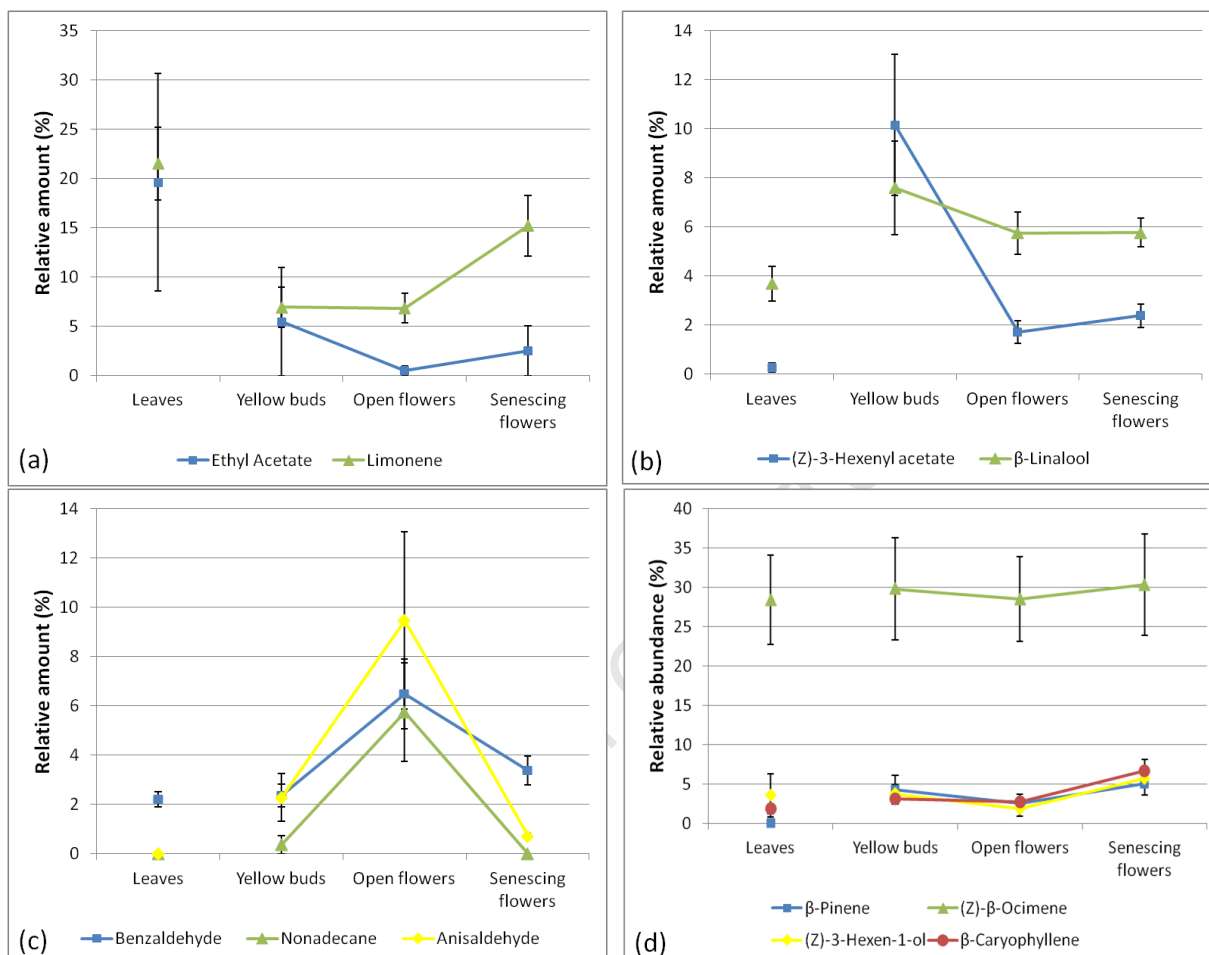 35
30
25
20
15
10
5
0
Relative amount (%)
Leaves
Yellow buds
Open flowers
Senescing
flowers
Ethyl Acetate
Limonene
(a)
14
12
10
8
6
4
2
0
Relative amount (%)
Leaves
Yellow buds
Open flowers
Senescing
flowers
(Z)-3-Hexenyl acetate
β-Linalool
(b)
14
12
10
8
6
4
2
0
Relative amount (%)
Leaves
Yellow buds
Open flowers
Senescing
flowers
Benzaldehyde
Nonadecane
Anisaldehyde
(c)
40
35
30
25
20
15
10
5
0
Relative abundance (%)
Leaves
Yellow buds
Open flowers
Senescing
flowers
β-Pinene
(Z)-β-Ocimene
(Z)-3-Hexen-1-ol
β-Caryophyllene
(d)